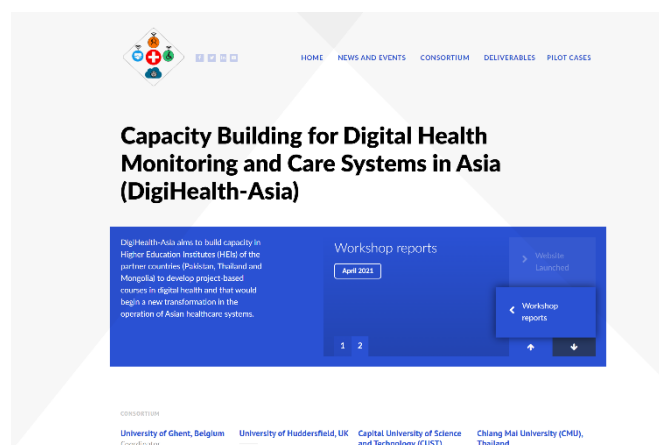 HOME NEWS AND EVENTS CONSORTIUM DELIVERABLES PILOT CASES
Capacity Building for Digital Health
Monitoring and Care Systems in Asia
(DigiHealth-Asia)
DigiHealth-Asia aims to build capacity in
Higher Education Institutes (HEIs) of the
partner countries (Pakistan, Thailand and
Mongolia) to develop project-based
courses in digital health and that would
begin a new transformation in the
operation of Asian healthcare systems.
Workshop reports
April 2021
1 2
Website
Launched
Workshop
reports
CONSORTIUM
University of Ghent, Belgium
Coordinator
University of Huddersfield, UK
Capital University of Science
and Technology (CUST)
Chiang Mai University (CMU),
Thailand